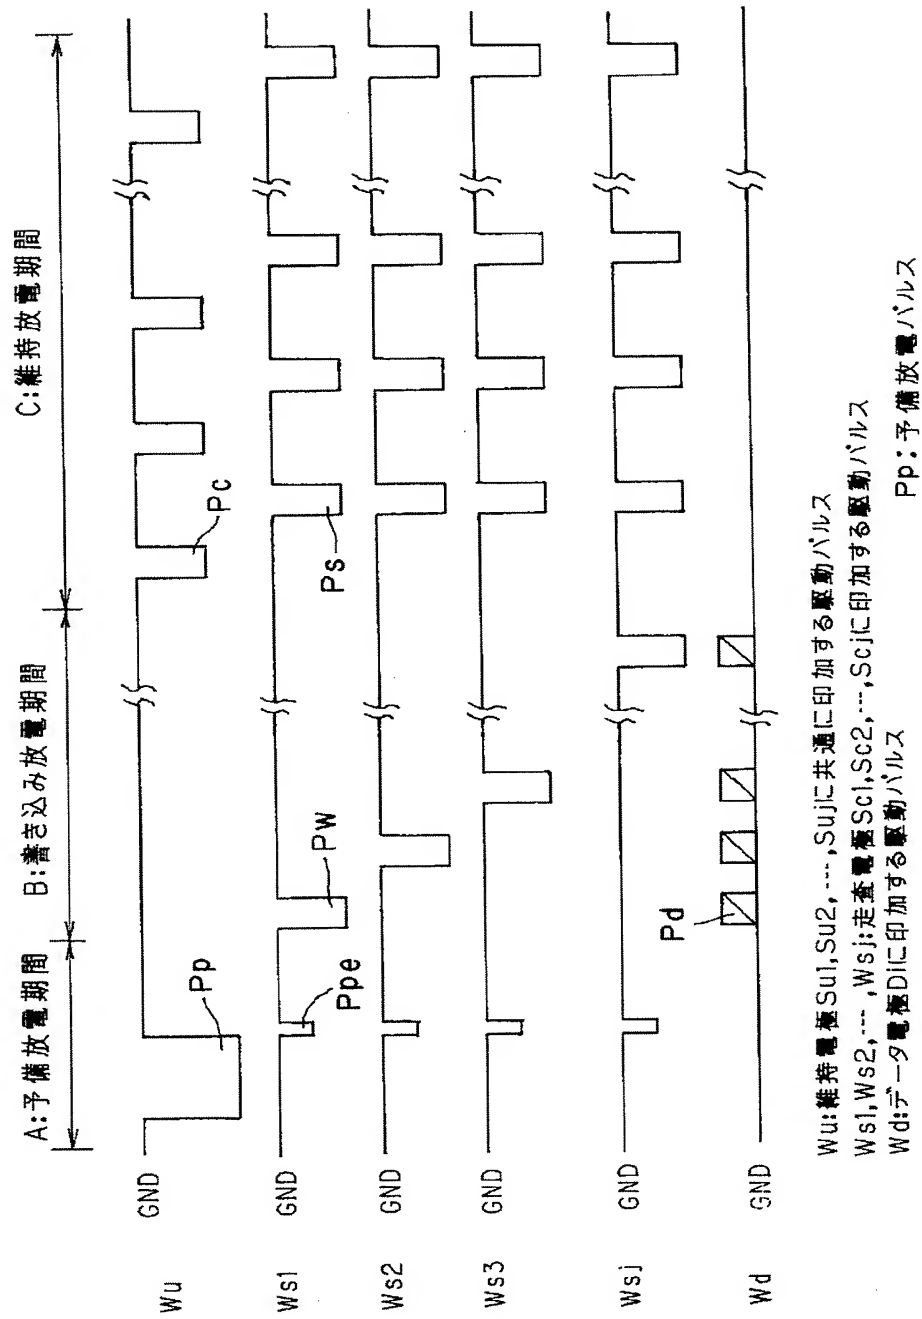 A:予備放電期間
B:書き込み放電期間
C:維持放電期間
Wu
GND
Pp
Pc
Ws1
GND
Ppe
Pw
Ps
Ws2
GND
Ws3
GND
Wsj
GND
Pd
Wd
GND
Wu:維持電極Su1,Su2,---,Sujに共通に印加する駆動パルス
Ws1,Ws2,---,Wsj:走査電極Sc1,Sc2,---,Scjに印加する駆動パルス
Wd:データ電極Diに印加する駆動パルス
Pp:予備放電パルス